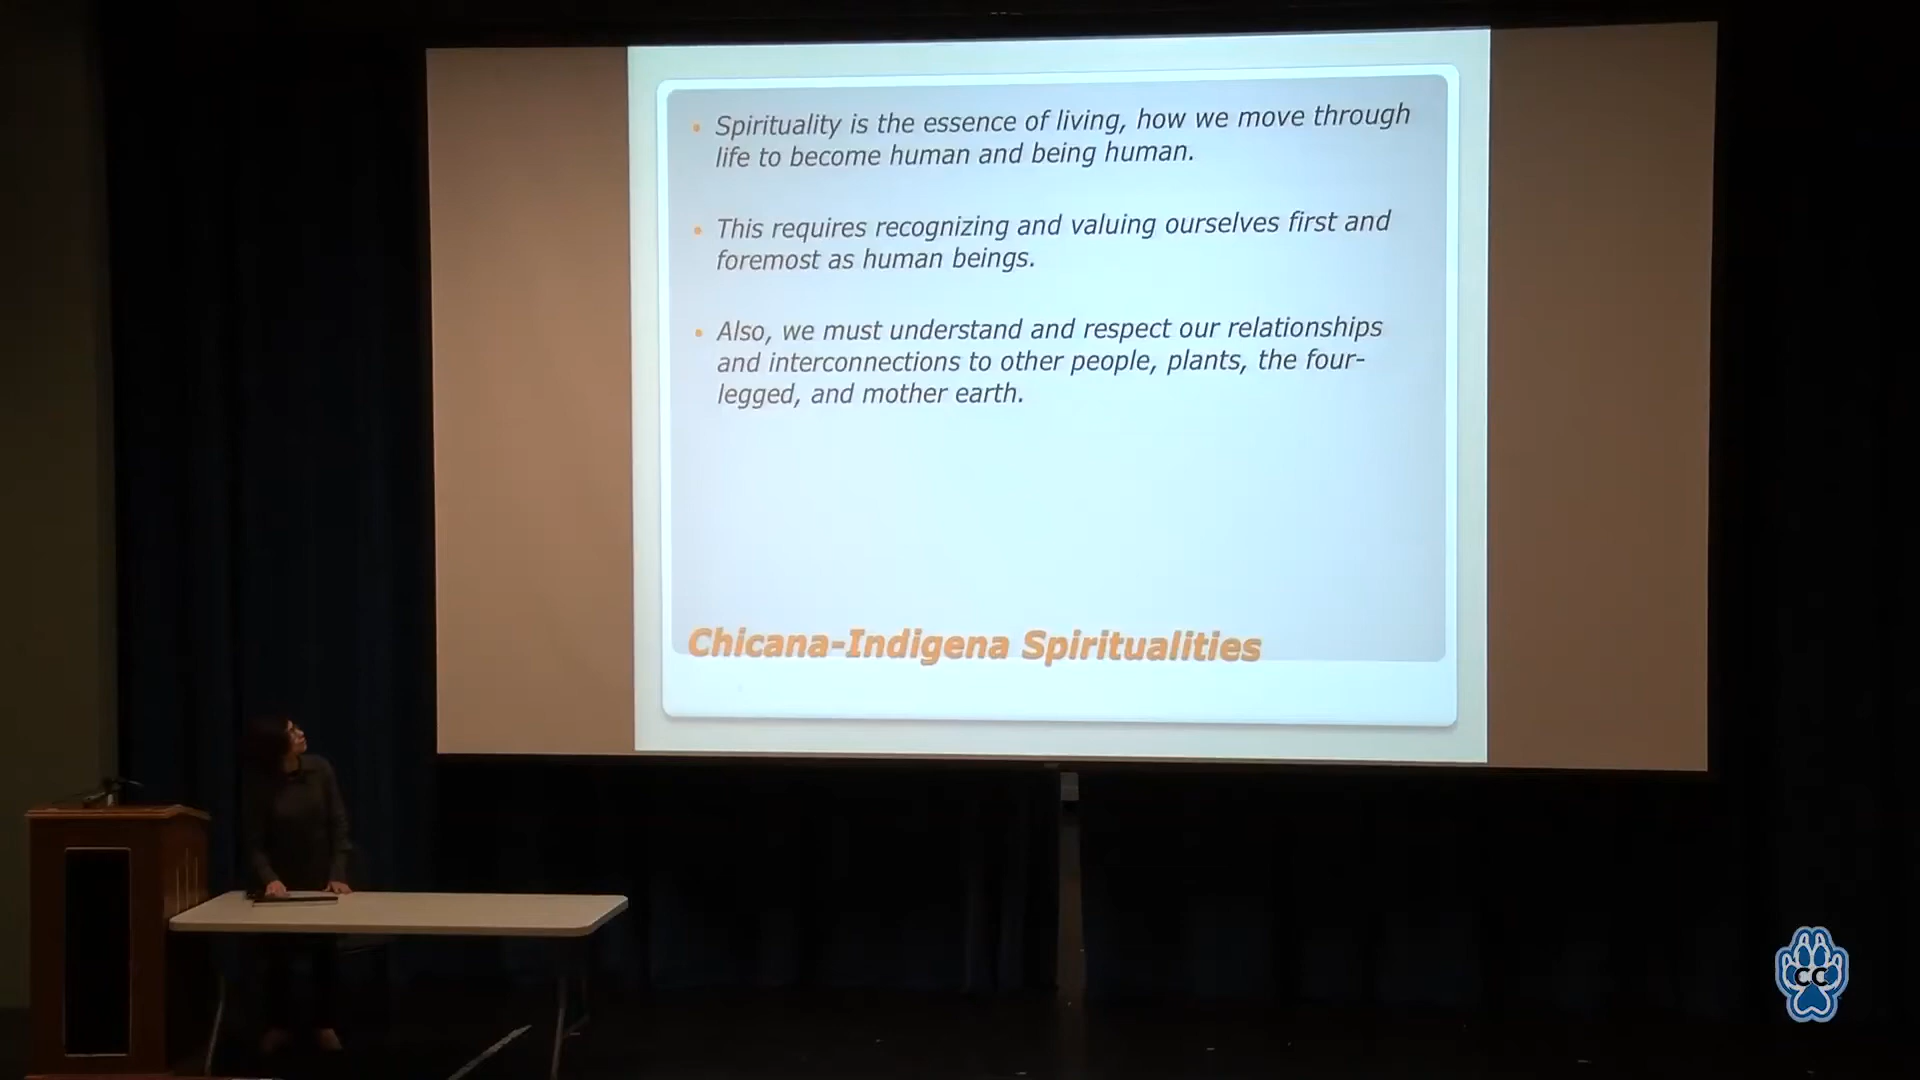 Spirituality is the essence of living, how we move through
life to become human and being human.
This requires recognizing and valuing ourselves first and
foremost as human beings.
Also, we must understand and respect our relationships
and interconnections to other people, plants, the four-
legged, and mother earth.
Chicana-Indigena Spiritualities
CC